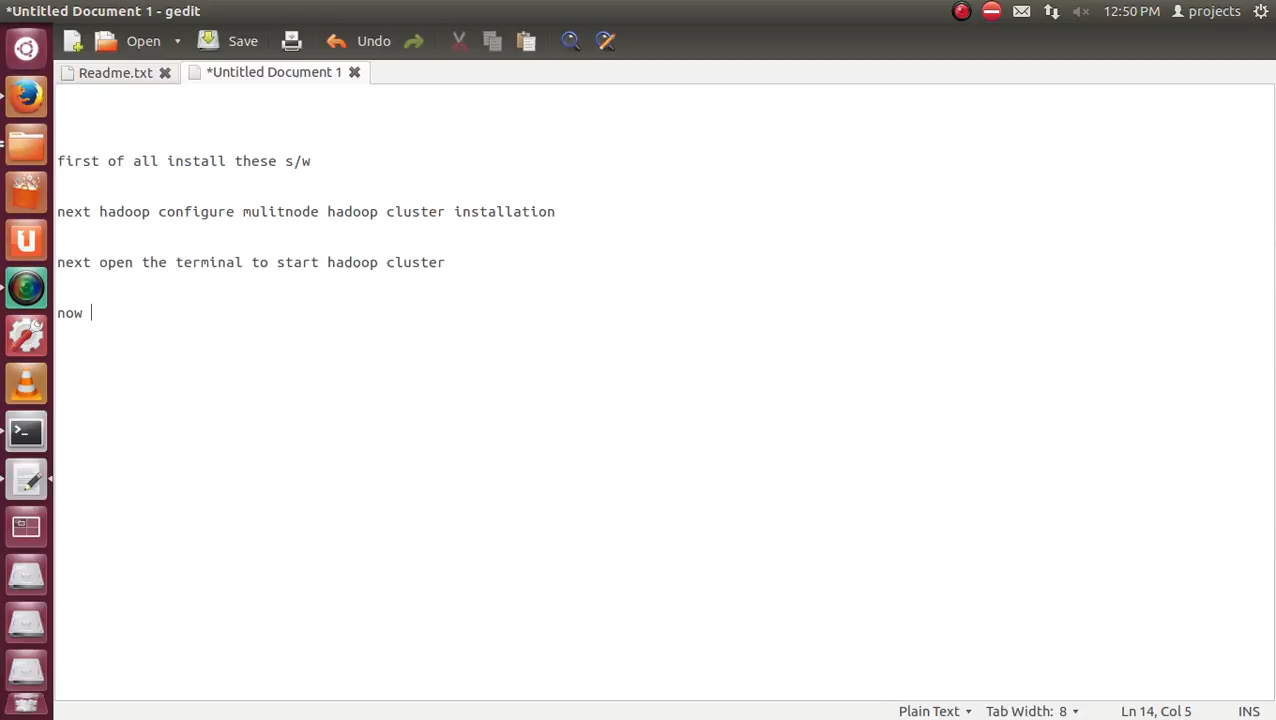 *Untitled Document 1 - gedit
12:50 PM
projects
Open
Save
Undo
Readme.txt
*Untitled Document 1
first of all install these s/w
next hadoop configure mulitnode hadoop cluster installation
next open the terminal to start hadoop cluster
now
Plain Text
Tab Width: 8
Ln 14, Col 5
INS